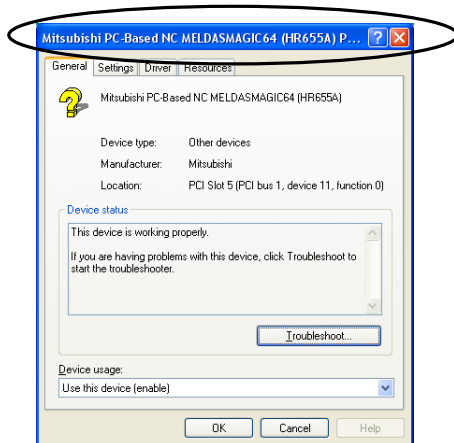 Mitsubishi PC-Based NC MELDASMAGIC64 (HR655A) P...
General Settings Driver Resources
Mitsubishi PC-Based NC MELDASMAGIC64 (HR655A)
Device type: Other devices
Manufacturer: Mitsubishi
Location: PCI Slot 5 (PCI bus 1, device 11, function 0)
Device status
This device is working properly.
If you are having problems with this device, click Troubleshoot to
start the troubleshooter.
Troubleshoot...
Device usage:
Use this device (enable)
OK Cancel Help